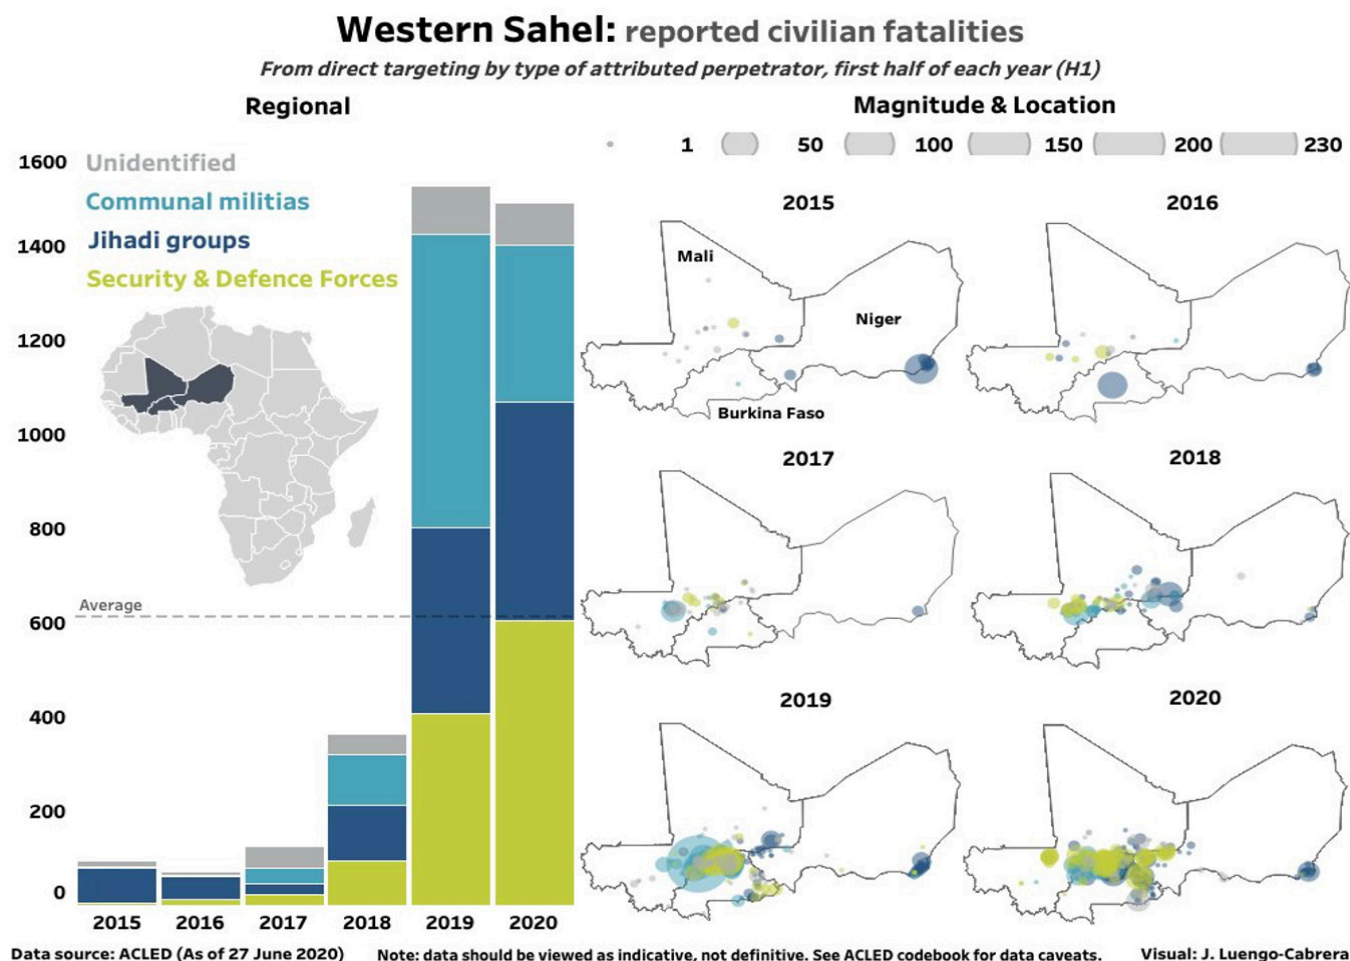 Western Sahel: reported civilian fatalities
From direct targeting by type of attributed perpetrator, first half of each year (H1)
Regional
Magnitude & Location
1 50 100 150 200 230
1600
Unidentified
Communal militias
1400
Jihadi groups
Security & Defence Forces
1200
1000
800
Average
600
400
200
0
2015 2016 2017 2018 2019 2020
2015 2016
Mali
Niger
Burkina Faso
2017 2018
2019 2020
Data source: ACLED (As of 27 June 2020) Note: data should be viewed as indicative, not definitive. See ACLED codebook for data caveats. Visual: J. Luengo-Cabrera